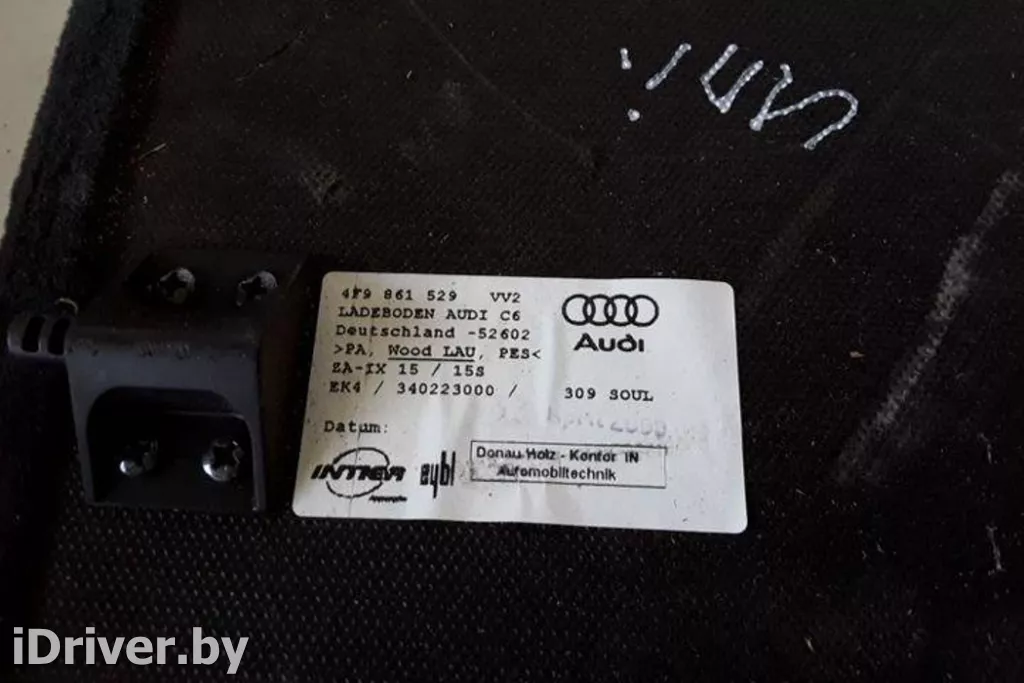 4F9 861 529 VV2
LADEBODEN AUDI C6
Deutschland -52602
>PA, Wood LAU, PES<
ZA-IX 15 / 15S
EK4 / 340223000 / 309 SOUL
Audi
Datum:
INTIER
eybl
Donau-Holz - Kontor IN
Automobiltechnik
iDriver.by